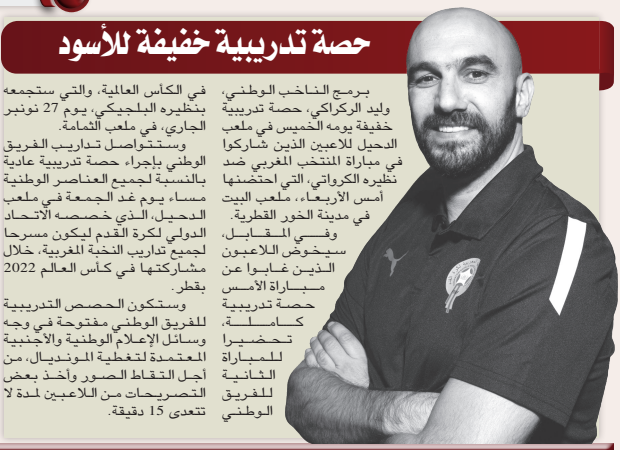 حصة تدريبية خفيفة للأسود
برمج الناخب الوطني،
وليد الركراكي، حصة تدريبية
خفيفة يومه الخميس في ملعب
الدحيل للاعبين الذين شاركوا
في مباراة المنتخب المغربي ضد
نظيره الكرواتي، التي احتضنها
أمس الأربعاء، ملعب البيت
في مدينة الخور القطرية.
وفي المقابل،
سيخوض اللاعبون
الذين غابوا عن
مباراة الأمس
حصة تدريبية
كاملة،
تحضيرا
للمباراة
الثانية
للفريق
الوطني
في الكأس العالمية، والتي ستجمعه
بنظيره البلجيكي، يوم 27 نونبر
الجاري، في ملعب الثمامة.
وستتواصل تداريب الفريق
الوطني بإجراء حصة تدريبية عادية
بالنسبة لجميع العناصر الوطنية
مساء يوم غد الجمعة في ملعب
الدحيل، الذي خصصه الاتحاد
الدولي لكرة القدم ليكون مسرحا
لجميع تداريب النخبة المغربية، خلال
مشاركتها في كأس العالم 2022
بقطر.
وستكون الحصص التدريبية
للفريق الوطني مفتوحة في وجه
وسائل الإعلام الوطنية والأجنبية
المعتمدة لتغطية المونديال، من
أجل التقاط الصور وأخذ بعض
التصريحات من اللاعبين لمدة لا
تتعدى 15 دقيقة.